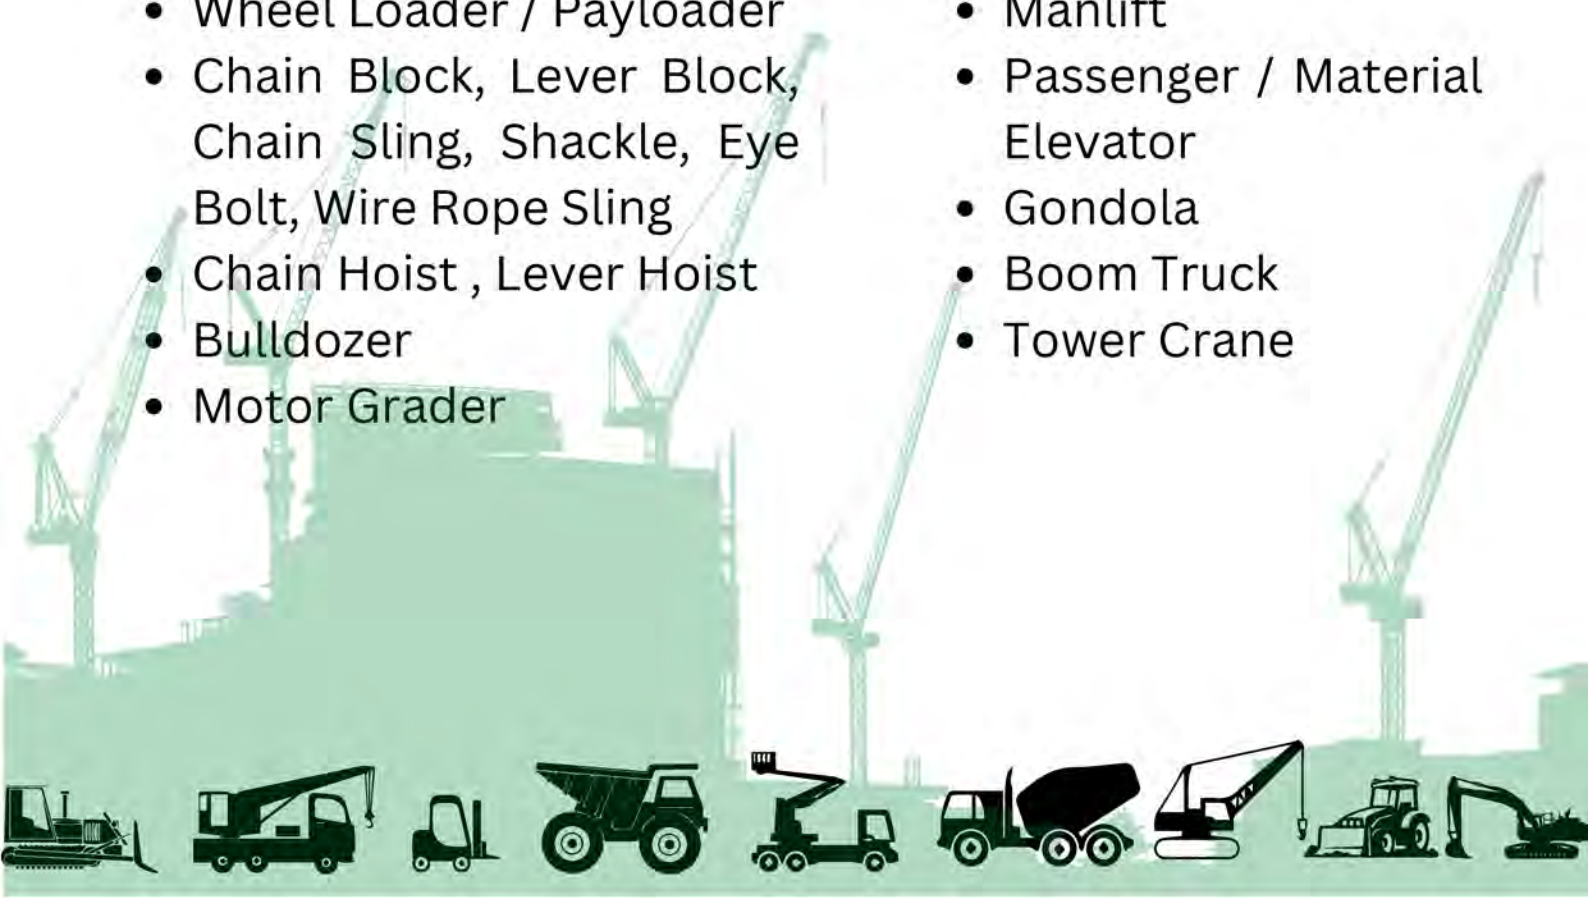 • Wheel Loader / Payloader
• Chain Block, Lever Block,
Chain Sling, Shackle, Eye
Bolt, Wire Rope Sling
• Chain Hoist , Lever Hoist
• Bulldozer
• Motor Grader
• Manlift
• Passenger / Material
Elevator
• Gondola
• Boom Truck
• Tower Crane